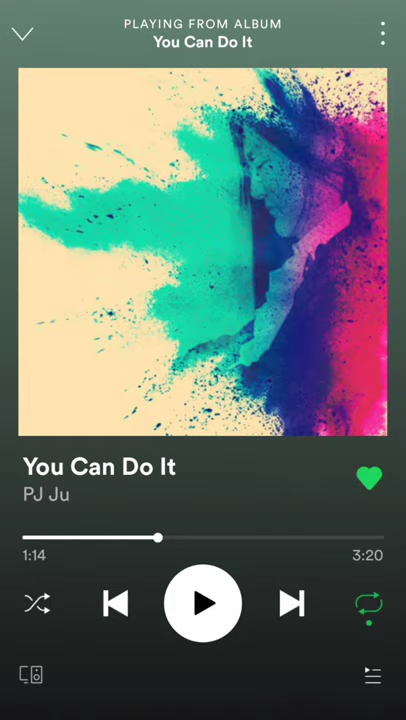 PLAYING FROM ALBUM
You Can Do It
You Can Do It
PJ Ju
1:14 3:20